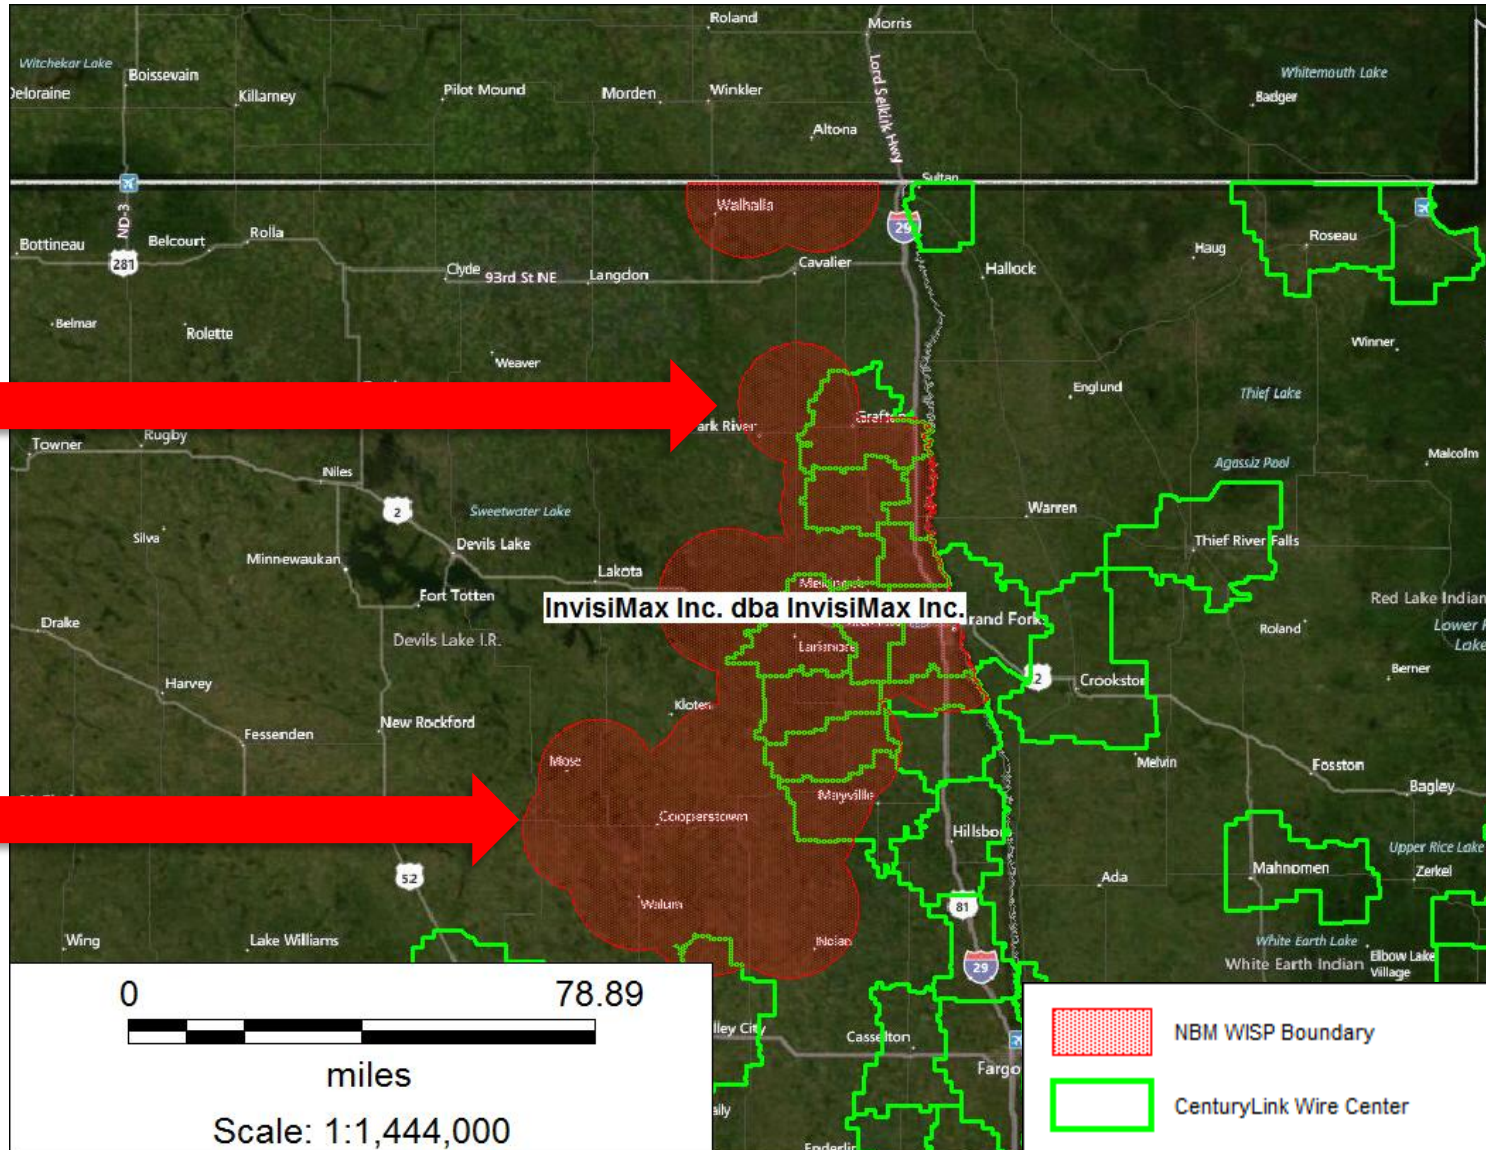 Roland
Morris
Witchekar Lake
Boissevain
Whitemouth Lake
Deloraine
Killarney
Pilot Mound
Morden
Winkler
Badger
Lord Selkirk Hwy
Altona
Sultan
Walhalla
ND-3
29
Bottineau
Belcourt
Rolla
Haug
Roseau
281
Clyde
93rd St NE
Langdon
Cavalier
Hallock
Belmar
Rolette
Winner
Weaver
Englund
Thief Lake
Park River
Grafton
Towner
Rugby
Malcolm
Niles
Agassiz Pool
2
Sweetwater Lake
Warren
Silva
Thief River Falls
Devils Lake
Minnewaukan
Lakota
Fort Totten
Red Lake Indian
InvisiMax Inc. dba InvisiMax Inc.
Grand Forks
Drake
Devils Lake I.R.
Roland
Lower
Lake
Larimore
Berner
Harvey
2
Crookston
Kloten
New Rockford
Fessenden
Mose
Melvin
Fosston
Bagley
Mayville
Cooperstown
Hillsboro
Upper Rice Lake
52
Ada
Mahnomen
Zerkel
Walum
81
Wing
Lake Williams
Nolan
White Earth Lake
29
White Earth Indian
Elbow Lake
Village
0
78.89
miles
Scale: 1:1,444,000
lley City
Casselton
Fargo
aily
Enderlin
NBM WISP Boundary
CenturyLink Wire Center